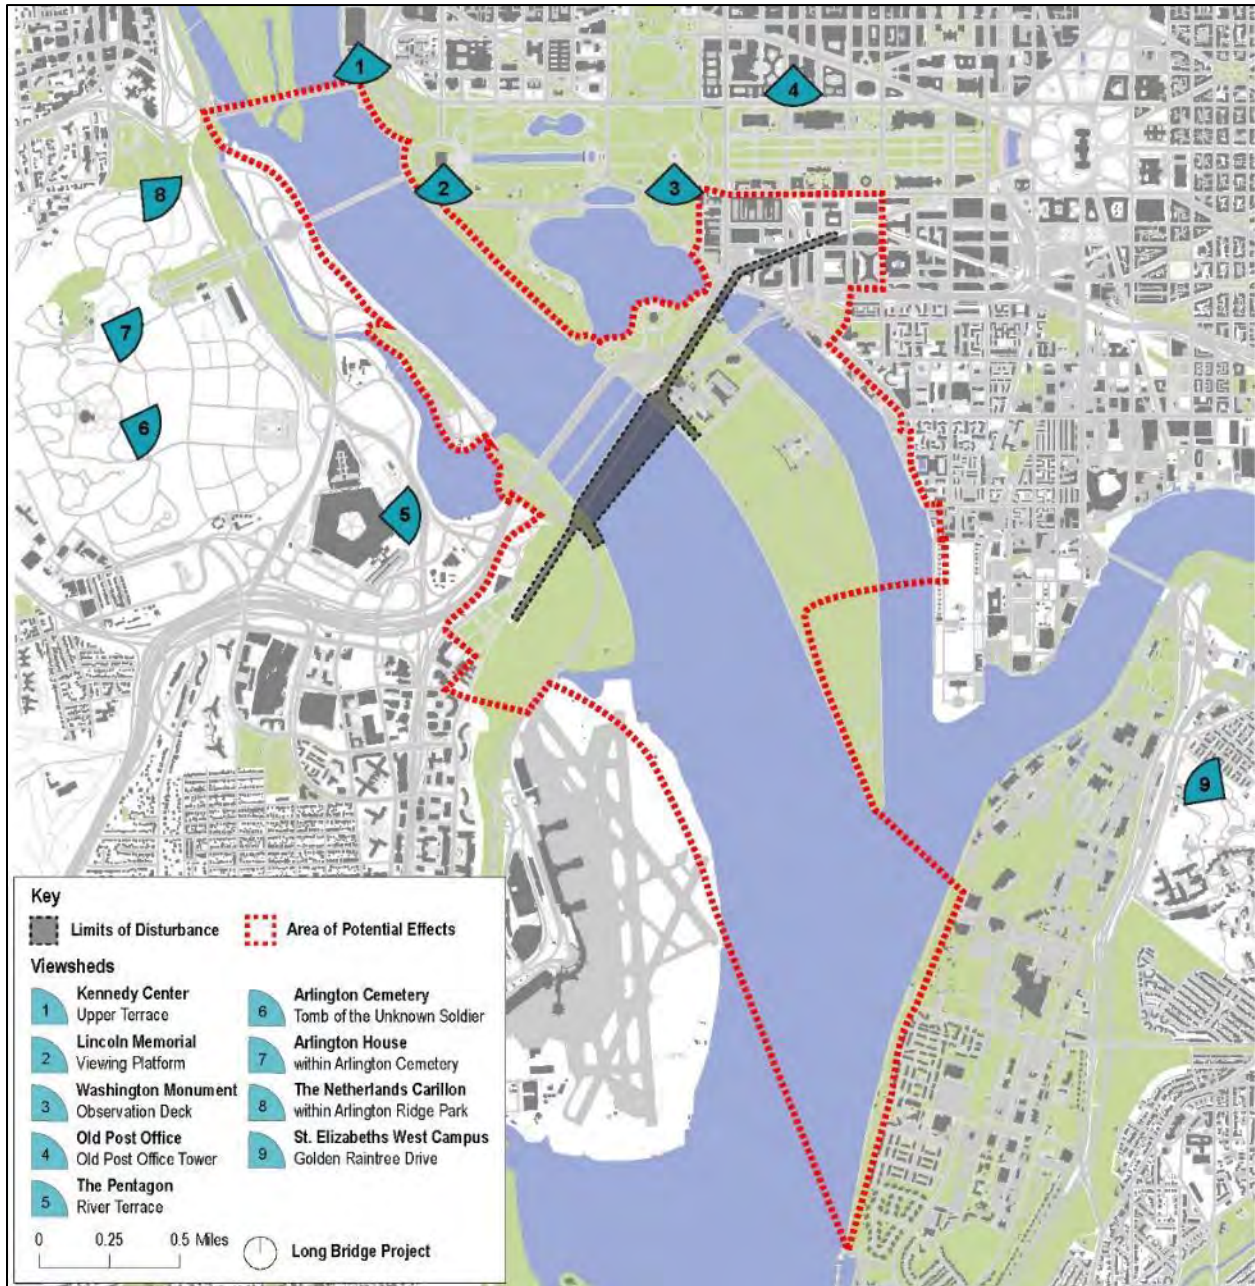 1
4
8
2
3
7
6
5
9
Key
Limits of Disturbance
Area of Potential Effects
Viewsheds
1 Kennedy Center
Upper Terrace
2 Lincoln Memorial
Viewing Platform
3 Washington Monument
Observation Deck
4 Old Post Office
Old Post Office Tower
5 The Pentagon
River Terrace
6 Arlington Cemetery
Tomb of the Unknown Soldier
7 Arlington House
within Arlington Cemetery
8 The Netherlands Carillon
within Arlington Ridge Park
9 St. Elizabeths West Campus
Golden Raintree Drive
0 0.25 0.5 Miles
Long Bridge Project